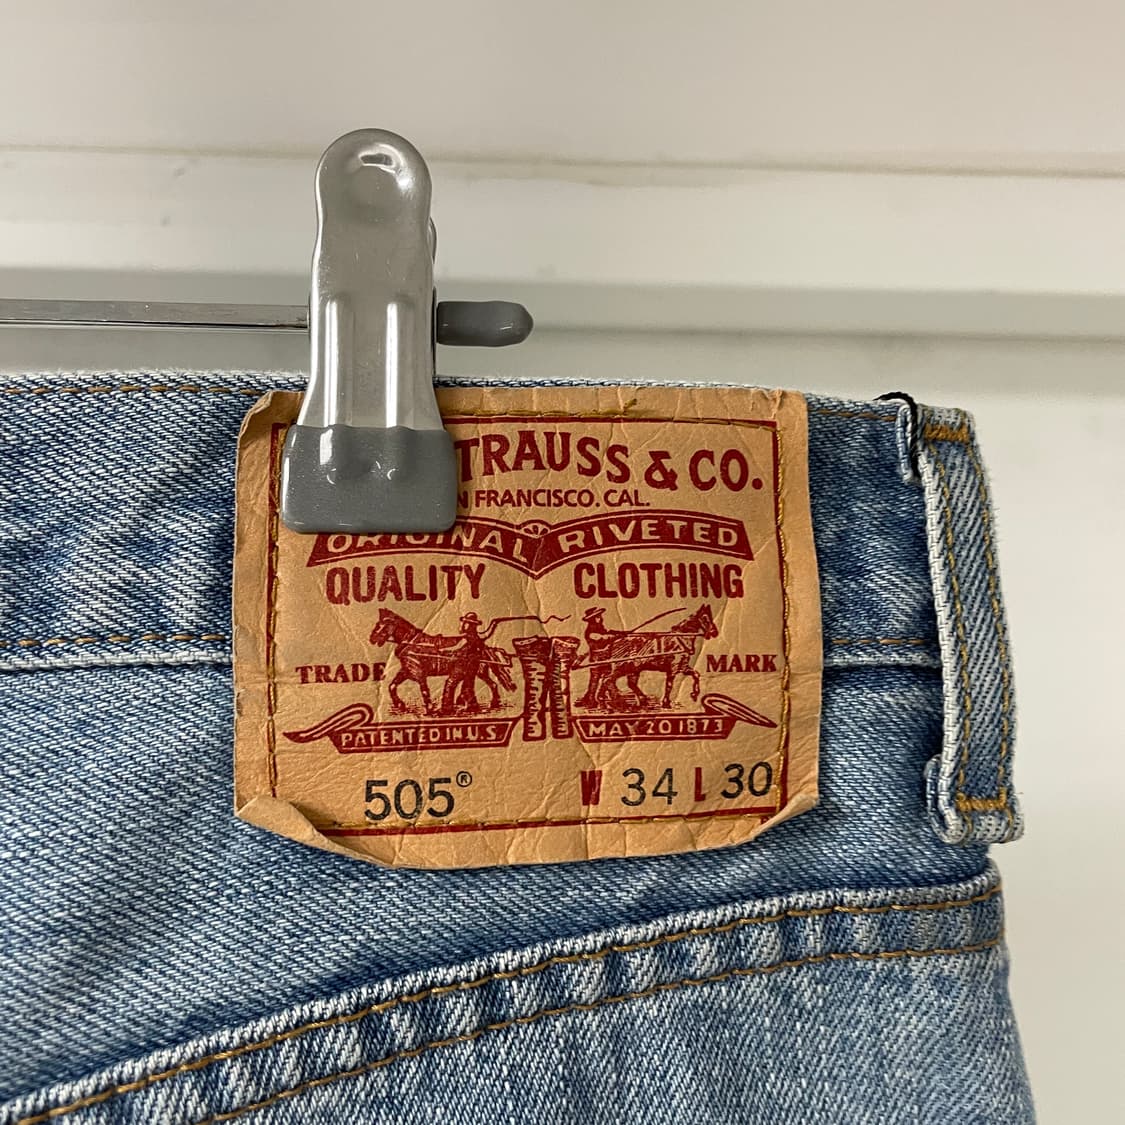 TRAUSS & CO.
N FRANCISCO. CAL.
ORIGINAL RIVETED
QUALITY CLOTHING
TRADE MARK
PATENTED IN U.S MAY 20 1873
505® W 34 L 30